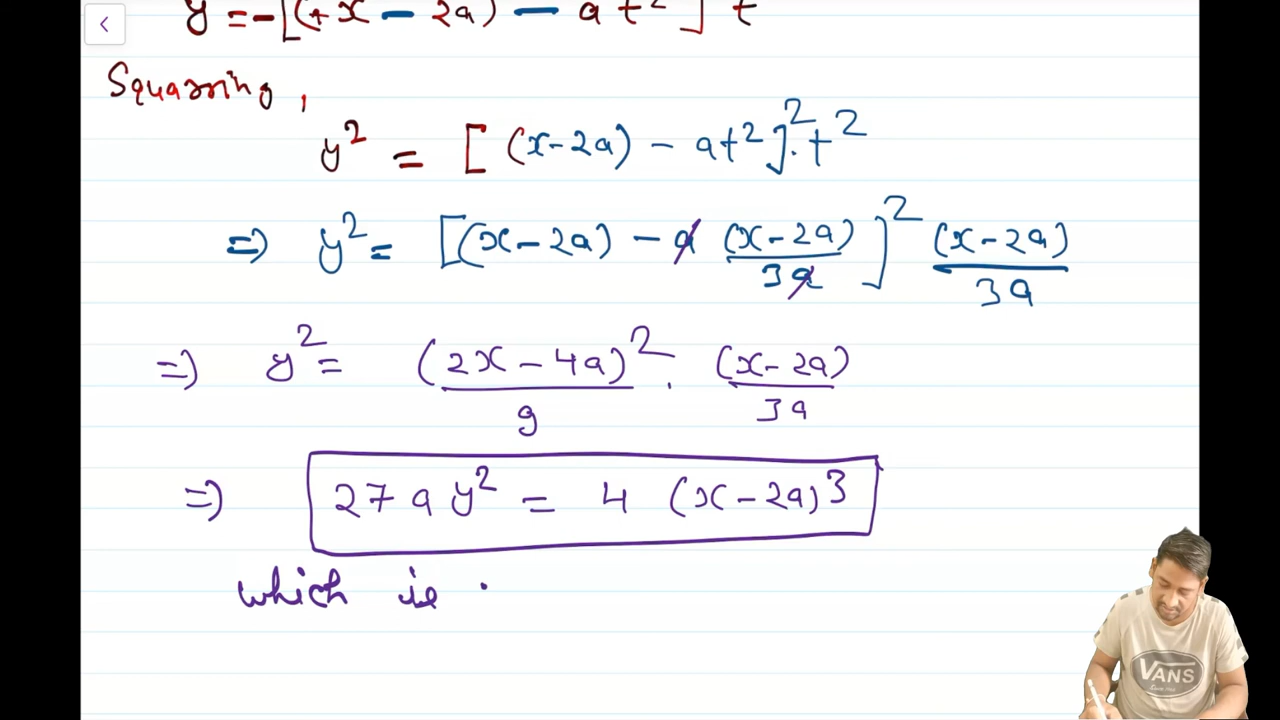 y = -[(+x - 2a) - at²] t
Squarring,
y² = [(x-2a) - at²]². t²
=) y² = [(x-2a) - a (x-2a)/3a]² (x-2a)/3a
=) y² = (2x-4a)²/9 . (x-2a)/3a
=) 27ay² = 4 (x-2a)³
which is
VANS